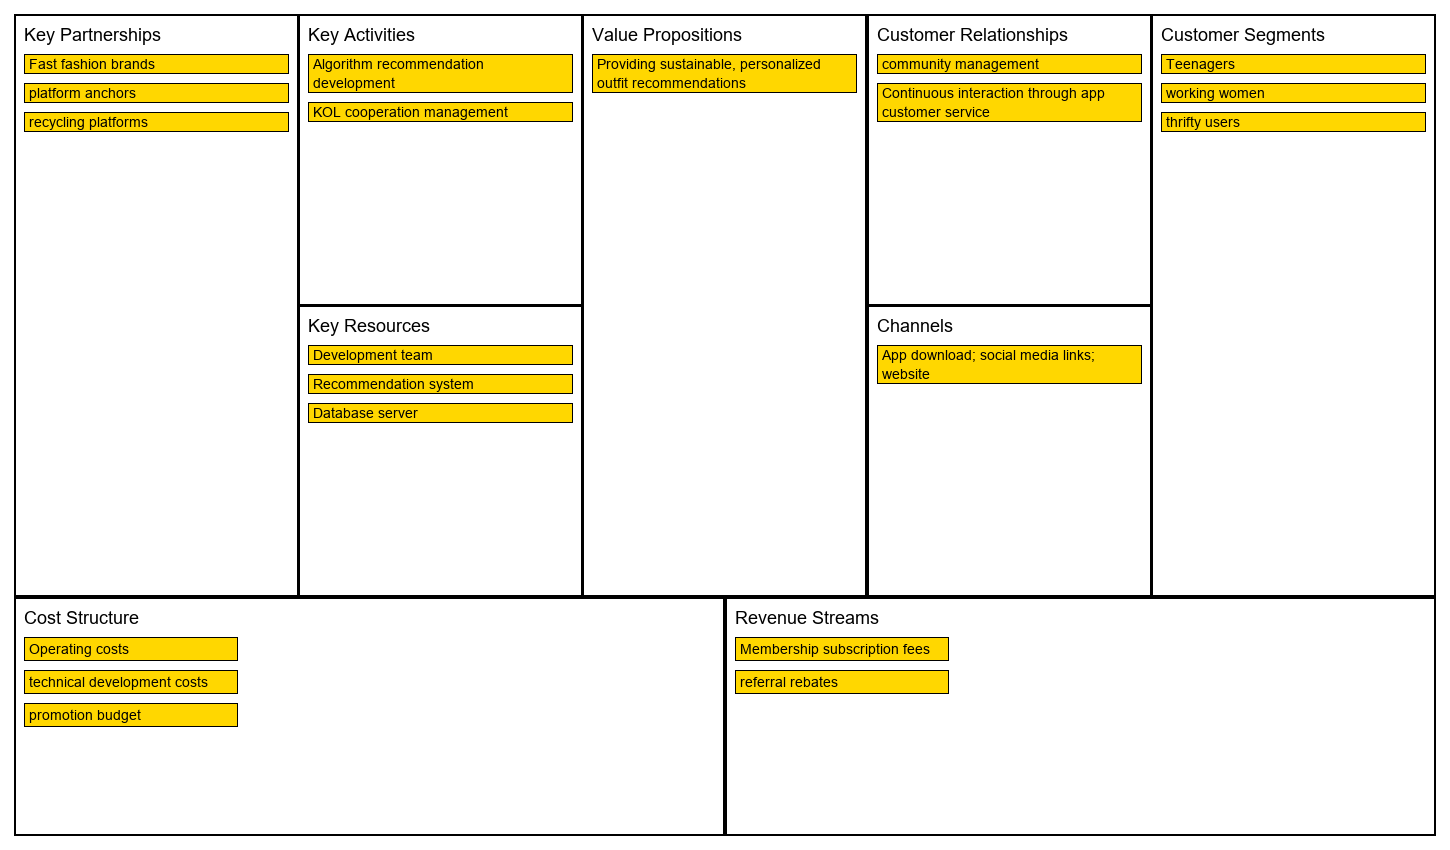 Key Partnerships
Fast fashion brands
platform anchors
recycling platforms
Key Activities
Algorithm recommendation
development
KOL cooperation management
Key Resources
Development team
Recommendation system
Database server
Value Propositions
Providing sustainable, personalized
outfit recommendations
Customer Relationships
community management
Continuous interaction through app
customer service
Channels
App download; social media links;
website
Customer Segments
Teenagers
working women
thrifty users
Cost Structure
Operating costs
technical development costs
promotion budget
Revenue Streams
Membership subscription fees
referral rebates